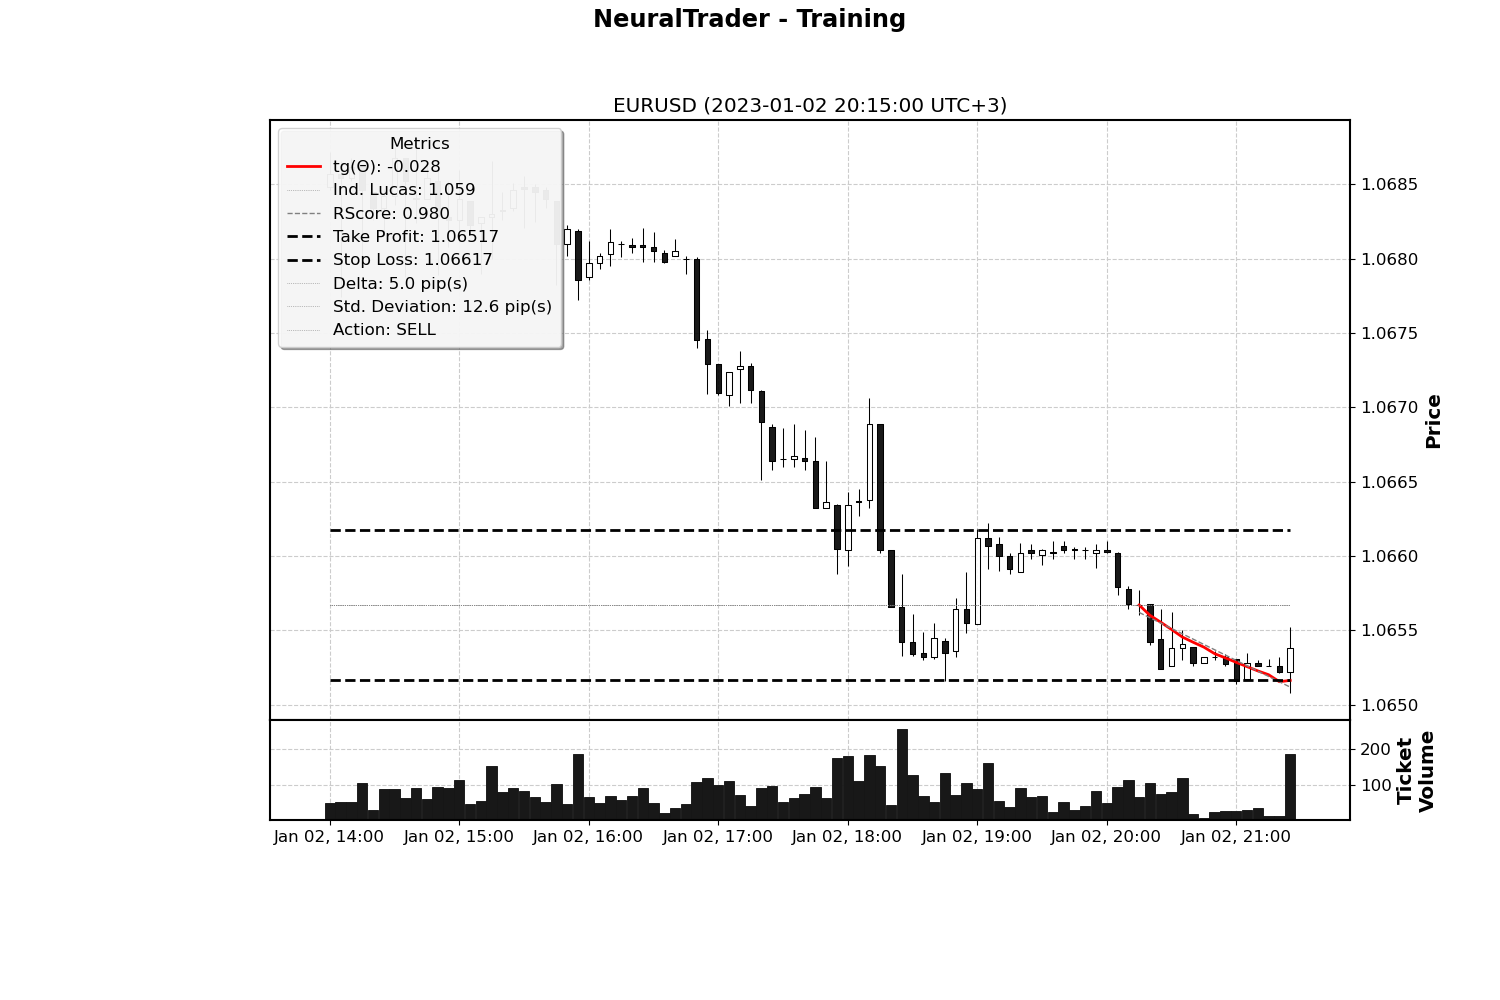 NeuralTrader - Training
EURUSD (2023-01-02 20:15:00 UTC+3)
Metrics
tg(Θ): -0.028
Ind. Lucas: 1.059
RScore: 0.980
Take Profit: 1.06517
Stop Loss: 1.06617
Delta: 5.0 pip(s)
Std. Deviation: 12.6 pip(s)
Action: SELL
1.0685
1.0680
1.0675
1.0670
1.0665
1.0660
1.0655
1.0650
Price
200
100
Ticket
Volume
Jan 02, 14:00 Jan 02, 15:00 Jan 02, 16:00 Jan 02, 17:00 Jan 02, 18:00 Jan 02, 19:00 Jan 02, 20:00 Jan 02, 21:00